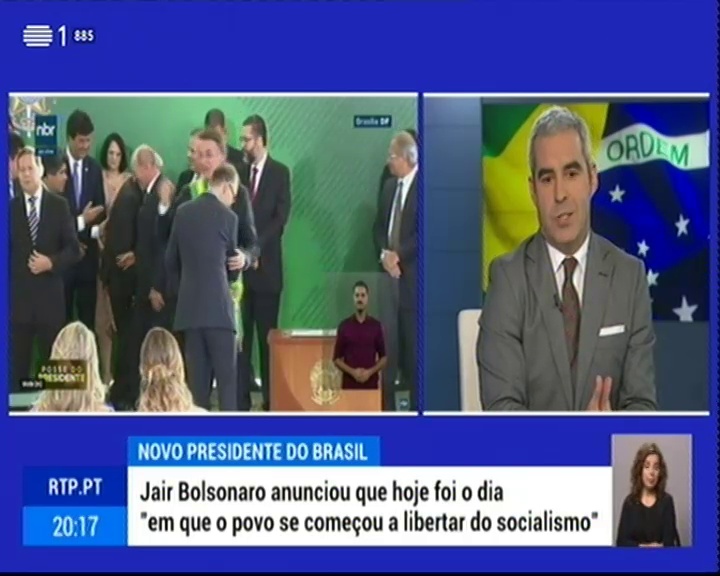 1 885
nbr
Brasília DF
ORDEM
POSSE DO
PRESIDENTE
NOVO PRESIDENTE DO BRASIL
RTP.PT
20:17
Jair Bolsonaro anunciou que hoje foi o dia
"em que o povo se começou a libertar do socialismo"